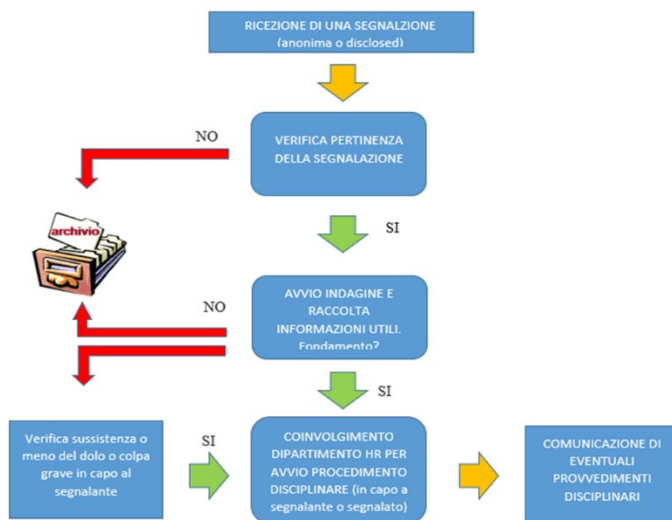 RICEZIONE DI UNA SEGNALZIONE
(anonima o disclosed)
NO
VERIFICA PERTINENZA
DELLA SEGNALAZIONE
archivio
SI
NO
AVVIO INDAGINE E
RACCOLTA
INFORMAZIONI UTILI.
Fondamento?
SI
Verifica sussistenza o
meno del dolo o colpa
grave in capo al
segnalante
SI
COINVOLGIMENTO
DIPARTIMENTO HR PER
AVVIO PROCEDIMENTO
DISCIPLINARE (in capo a
segnalante o segnalato)
COMUNICAZIONE DI
EVENTUALI
PROVVEDIMENTI
DISCIPLINARI